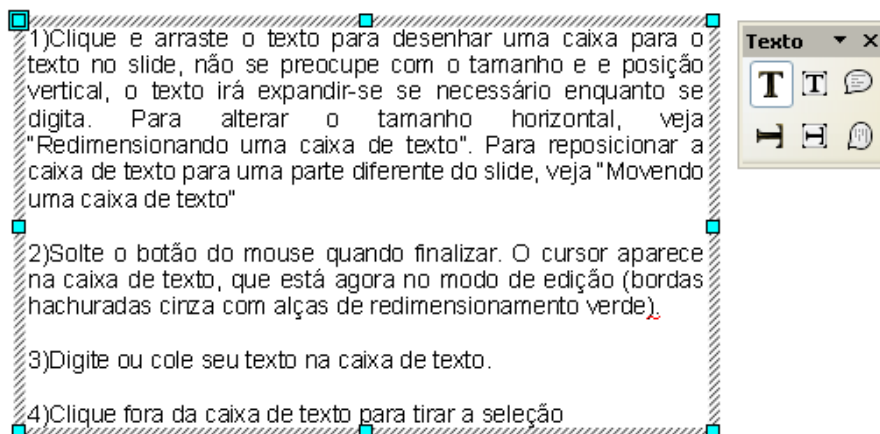 1)Clique e arraste o texto para desenhar uma caixa para o
texto no slide, não se preocupe com o tamanho e e posição
vertical, o texto irá expandir-se se necessário enquanto se
digita. Para alterar o tamanho horizontal, veja
"Redimensionando uma caixa de texto". Para reposicionar a
caixa de texto para uma parte diferente do slide, veja "Movendo
uma caixa de texto"
2)Solte o botão do mouse quando finalizar. O cursor aparece
na caixa de texto, que está agora no modo de edição (bordas
hachuradas cinza com alças de redimensionamento verde).
3)Digite ou cole seu texto na caixa de texto.
4)Clique fora da caixa de texto para tirar a seleção
Texto
T T